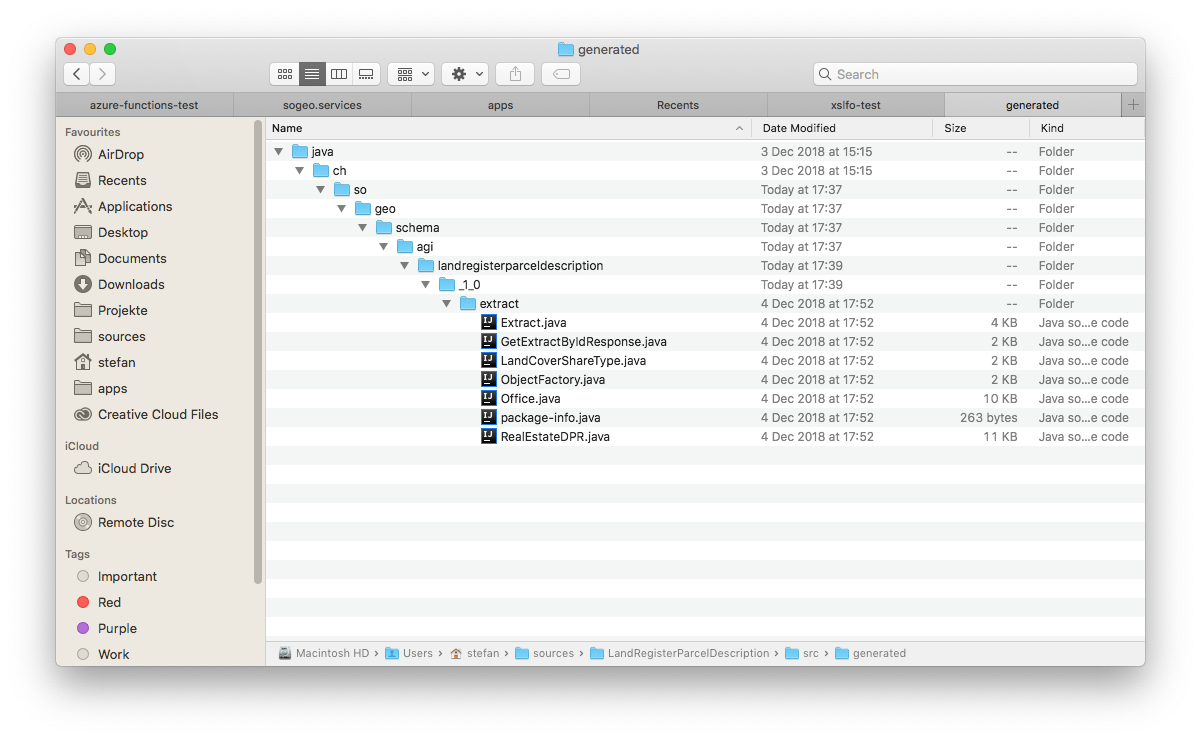 generated
Search
azure-functions-test sogeo.services apps Recents xslfo-test generated
Favourites
AirDrop
Recents
Applications
Desktop
Documents
Downloads
Projekte
sources
stefan
apps
Creative Cloud Files
iCloud
iCloud Drive
Locations
Remote Disc
Tags
Important
Red
Purple
Work
Name Date Modified Size Kind
java 3 Dec 2018 at 15:15 -- Folder
ch 3 Dec 2018 at 15:15 -- Folder
so Today at 17:37 -- Folder
geo Today at 17:37 -- Folder
schema Today at 17:37 -- Folder
agi Today at 17:37 -- Folder
landregisterparceldescription Today at 17:39 -- Folder
_1_0 Today at 17:39 -- Folder
extract 4 Dec 2018 at 17:52 -- Folder
IJ Extract.java 4 Dec 2018 at 17:52 4 KB Java so...e code
IJ GetExtractByIdResponse.java 4 Dec 2018 at 17:52 2 KB Java so...e code
IJ LandCoverShareType.java 4 Dec 2018 at 17:52 2 KB Java so...e code
IJ ObjectFactory.java 4 Dec 2018 at 17:52 2 KB Java so...e code
IJ Office.java 4 Dec 2018 at 17:52 10 KB Java so...e code
IJ package-info.java 4 Dec 2018 at 17:52 263 bytes Java so...e code
IJ RealEstateDPR.java 4 Dec 2018 at 17:52 11 KB Java so...e code
Macintosh HD › Users › stefan › sources › LandRegisterParcelDescription › src › generated